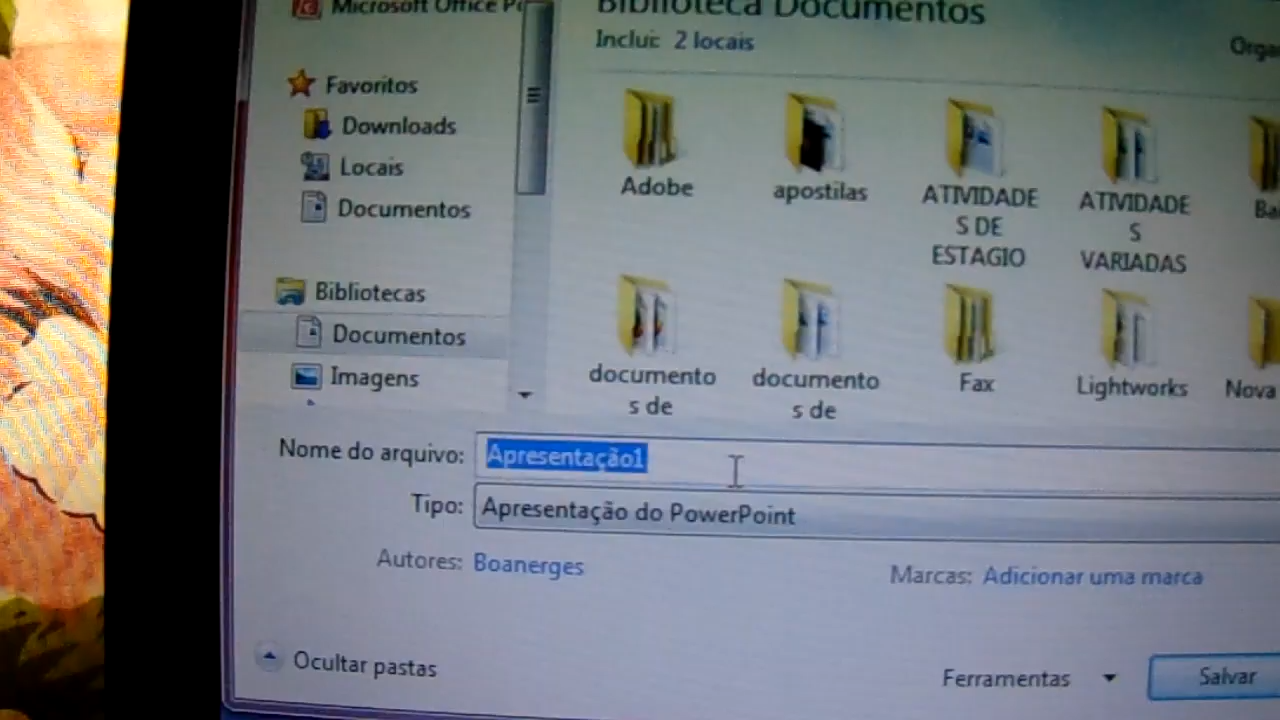 Microsoft Office
Biblioteca Documentos
Inclui: 2 locais
Favoritos
Downloads
Locais
Documentos
Bibliotecas
Documentos
Imagens
Adobe
apostilas
ATIVIDADE
S DE
ESTAGIO
ATIVIDADE
S
VARIADAS
documento
s de
documento
s de
Fax
Lightworks
Nova
Nome do arquivo: Apresentação1
Tipo: Apresentação do PowerPoint
Autores: Boanerges
Marcas: Adicionar uma marca
Ocultar pastas
Ferramentas
Salvar